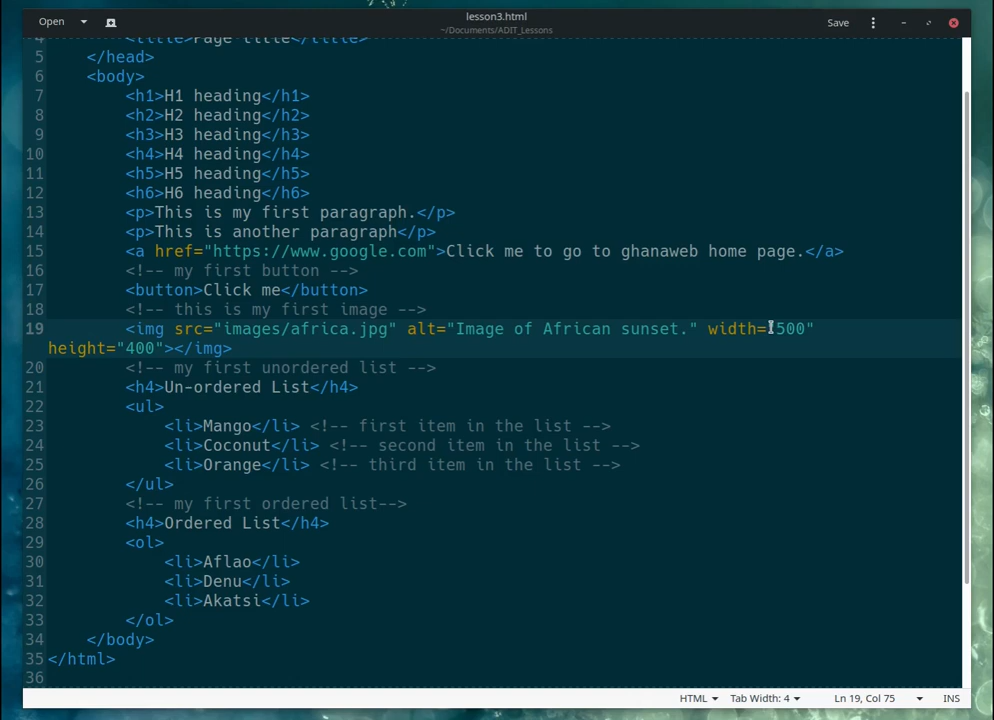 Open
lesson3.html
~/Documents/ADIT_Lessons
Save
4 <title>Page title</title>
5 </head>
6 <body>
7 <h1>H1 heading</h1>
8 <h2>H2 heading</h2>
9 <h3>H3 heading</h3>
10 <h4>H4 heading</h4>
11 <h5>H5 heading</h5>
12 <h6>H6 heading</h6>
13 <p>This is my first paragraph.</p>
14 <p>This is another paragraph</p>
15 <a href="https://www.google.com">Click me to go to ghanaweb home page.</a>
16 <!-- my first button -->
17 <button>Click me</button>
18 <!-- this is my first image -->
19 <img src="images/africa.jpg" alt="Image of African sunset." width="500"
height="400"></img>
20 <!-- my first unordered list -->
21 <h4>Un-ordered List</h4>
22 <ul>
23 <li>Mango</li> <!-- first item in the list -->
24 <li>Coconut</li> <!-- second item in the list -->
25 <li>Orange</li> <!-- third item in the list -->
26 </ul>
27 <!-- my first ordered list-->
28 <h4>Ordered List</h4>
29 <ol>
30 <li>Aflao</li>
31 <li>Denu</li>
32 <li>Akatsi</li>
33 </ol>
34 </body>
35 </html>
36
HTML Tab Width: 4 Ln 19, Col 75 INS